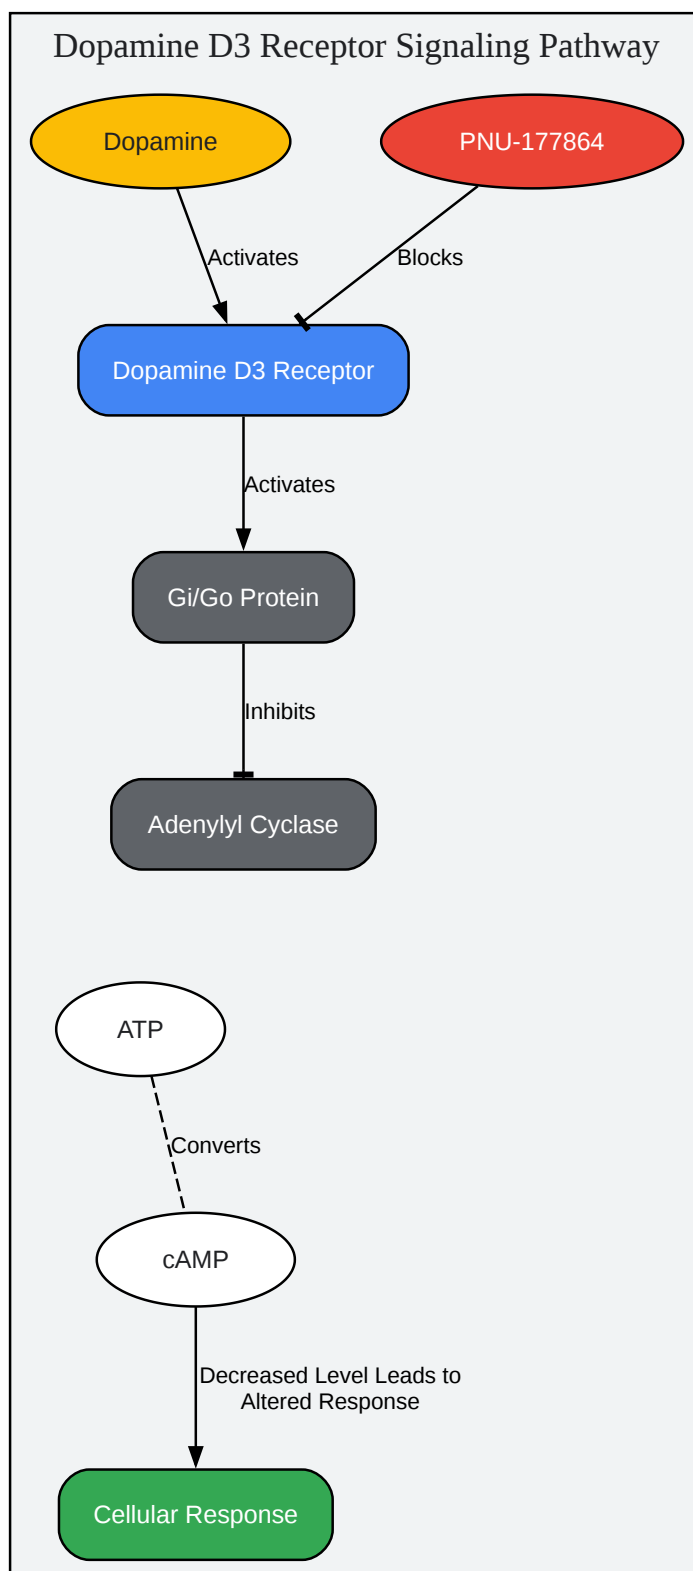 Dopamine D3 Receptor Signaling Pathway
Dopamine
PNU-177864
Activates
Blocks
Dopamine D3 Receptor
Activates
Gi/Go Protein
Inhibits
Adenylyl Cyclase
ATP
Converts
cAMP
Decreased Level Leads to
Altered Response
Cellular Response